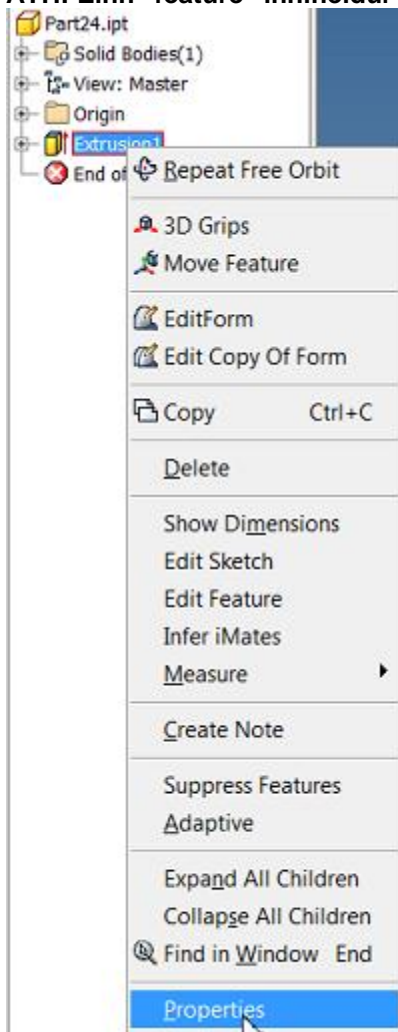 Part24.ipt
Solid Bodies(1)
View: Master
Origin
Extrusion1
End of
Repeat Free Orbit
3D Grips
Move Feature
EditForm
Edit Copy Of Form
Copy Ctrl+C
Delete
Show Dimensions
Edit Sketch
Edit Feature
Infer iMates
Measure
Create Note
Suppress Features
Adaptive
Expand All Children
Collapse All Children
Find in Window End
Properties